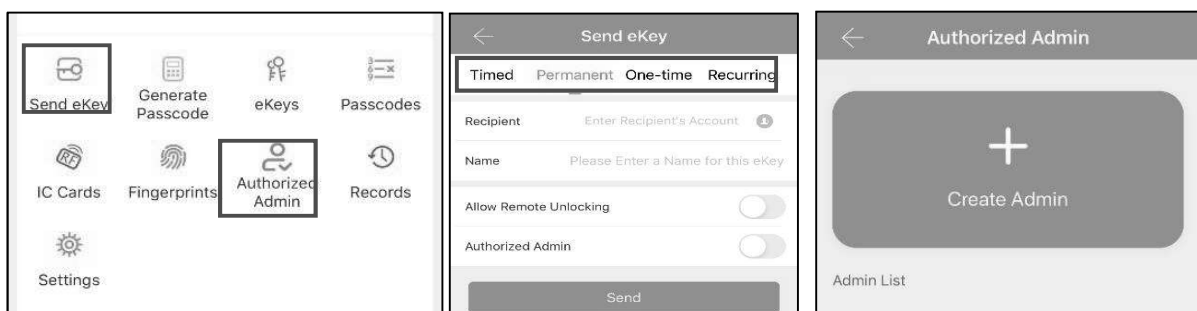 Send eKey
Generate
Passcode
eKeys
Passcodes
IC Cards
Fingerprints
Authorized
Admin
Records
Settings
Send eKey
Timed Permanent One-time Recurring
Recipient Enter Recipient's Account
Name Please Enter a Name for this eKey
Allow Remote Unlocking
Authorized Admin
Send
Authorized Admin
Create Admin
Admin List